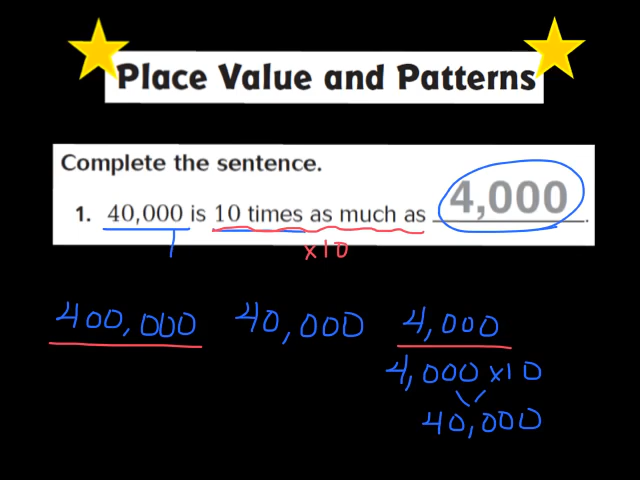 Place Value and Patterns
Complete the sentence.
1. 40,000 is 10 times as much as 4,000.
x10
400,000 40,000 4,000
4,000 x10
40,000